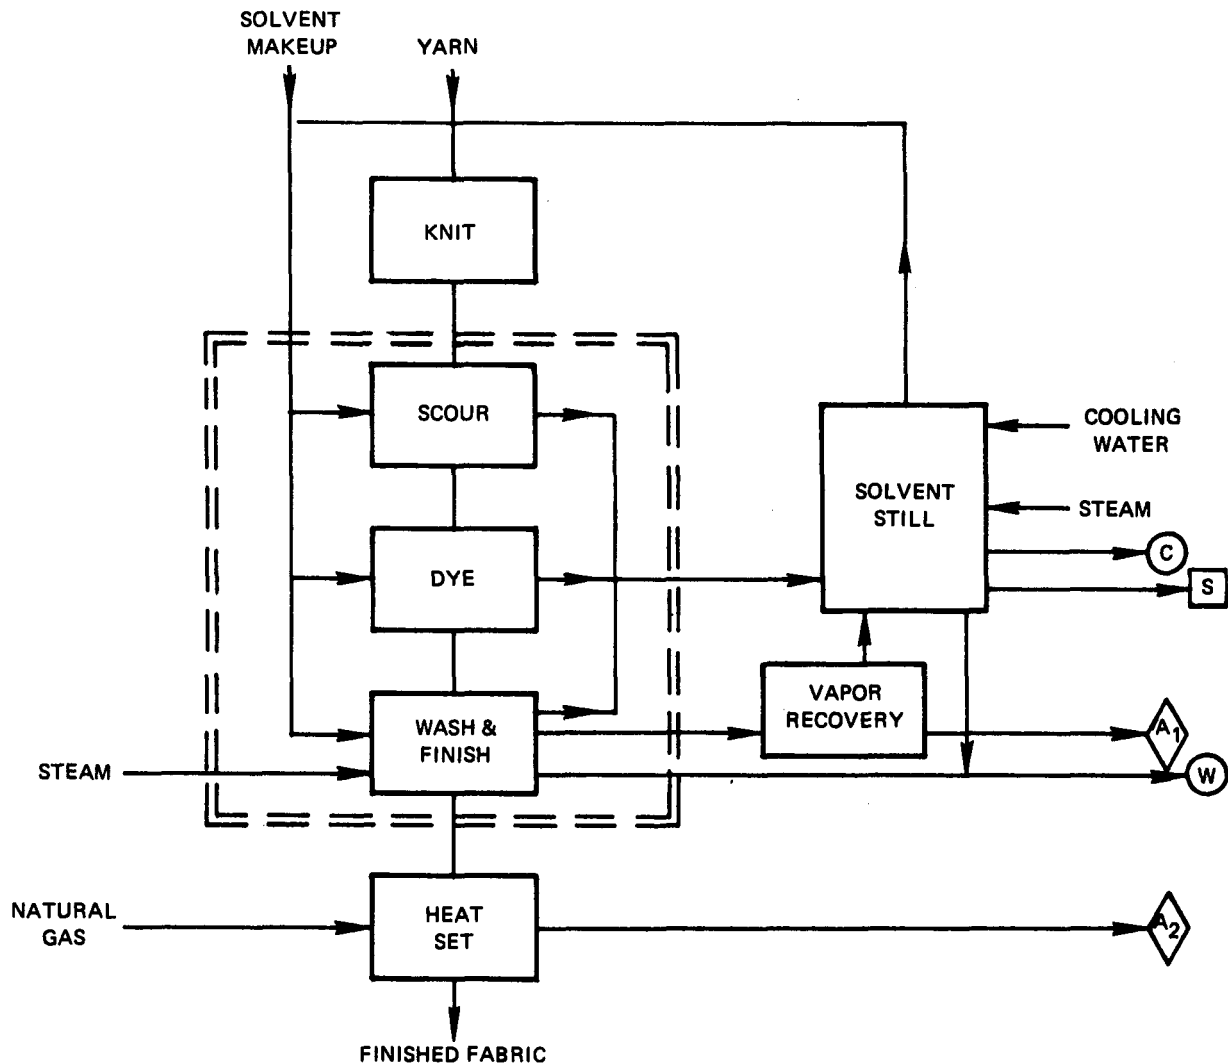 SOLVENT
MAKEUP
YARN
KNIT
SCOUR
COOLING
WATER
SOLVENT
STILL
STEAM
C
DYE
S
VAPOR
RECOVERY
WASH &
FINISH
A1
STEAM
W
NATURAL
GAS
HEAT
SET
A2
FINISHED FABRIC